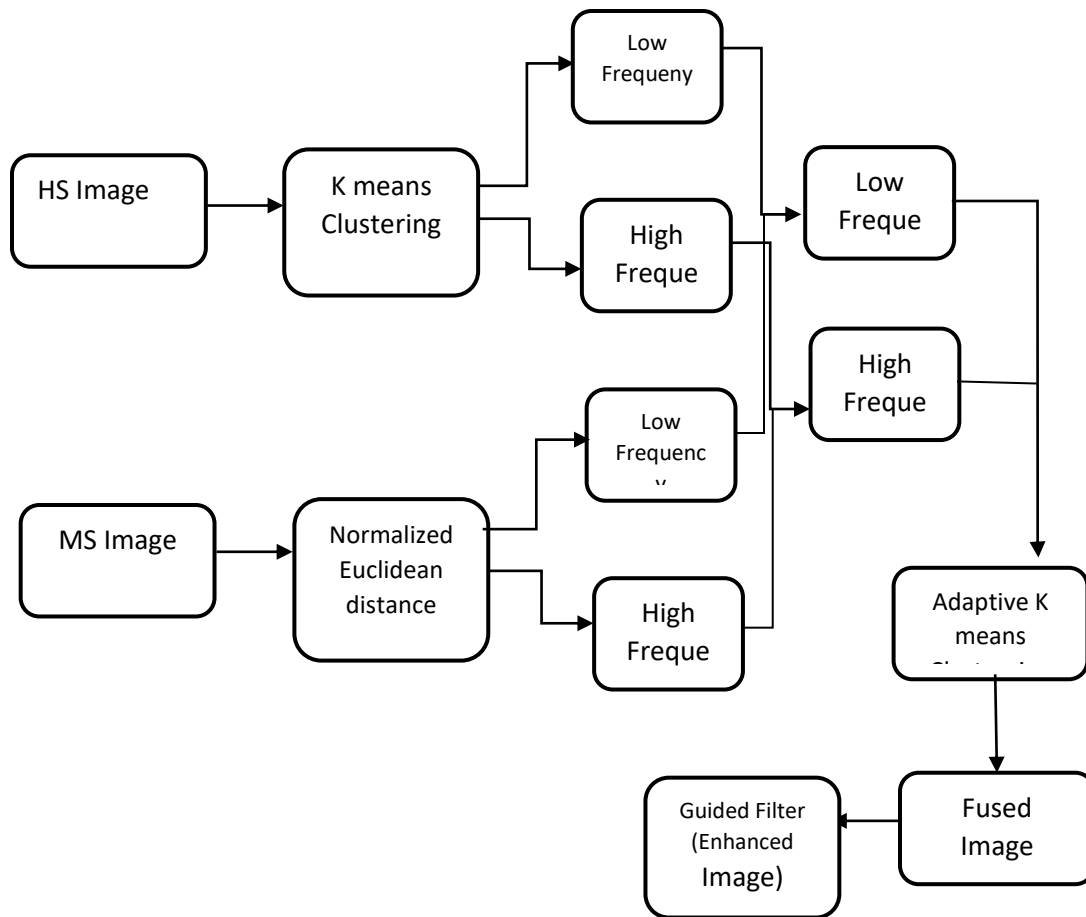 Low
Frequeny
HS Image
K means
Clustering
High
Freque
Low
Freque
High
Freque
Low
Frequenc
MS Image
Normalized
Euclidean
distance
High
Freque
Adaptive K
means
Fused
Image
Guided Filter
(Enhanced
Image)